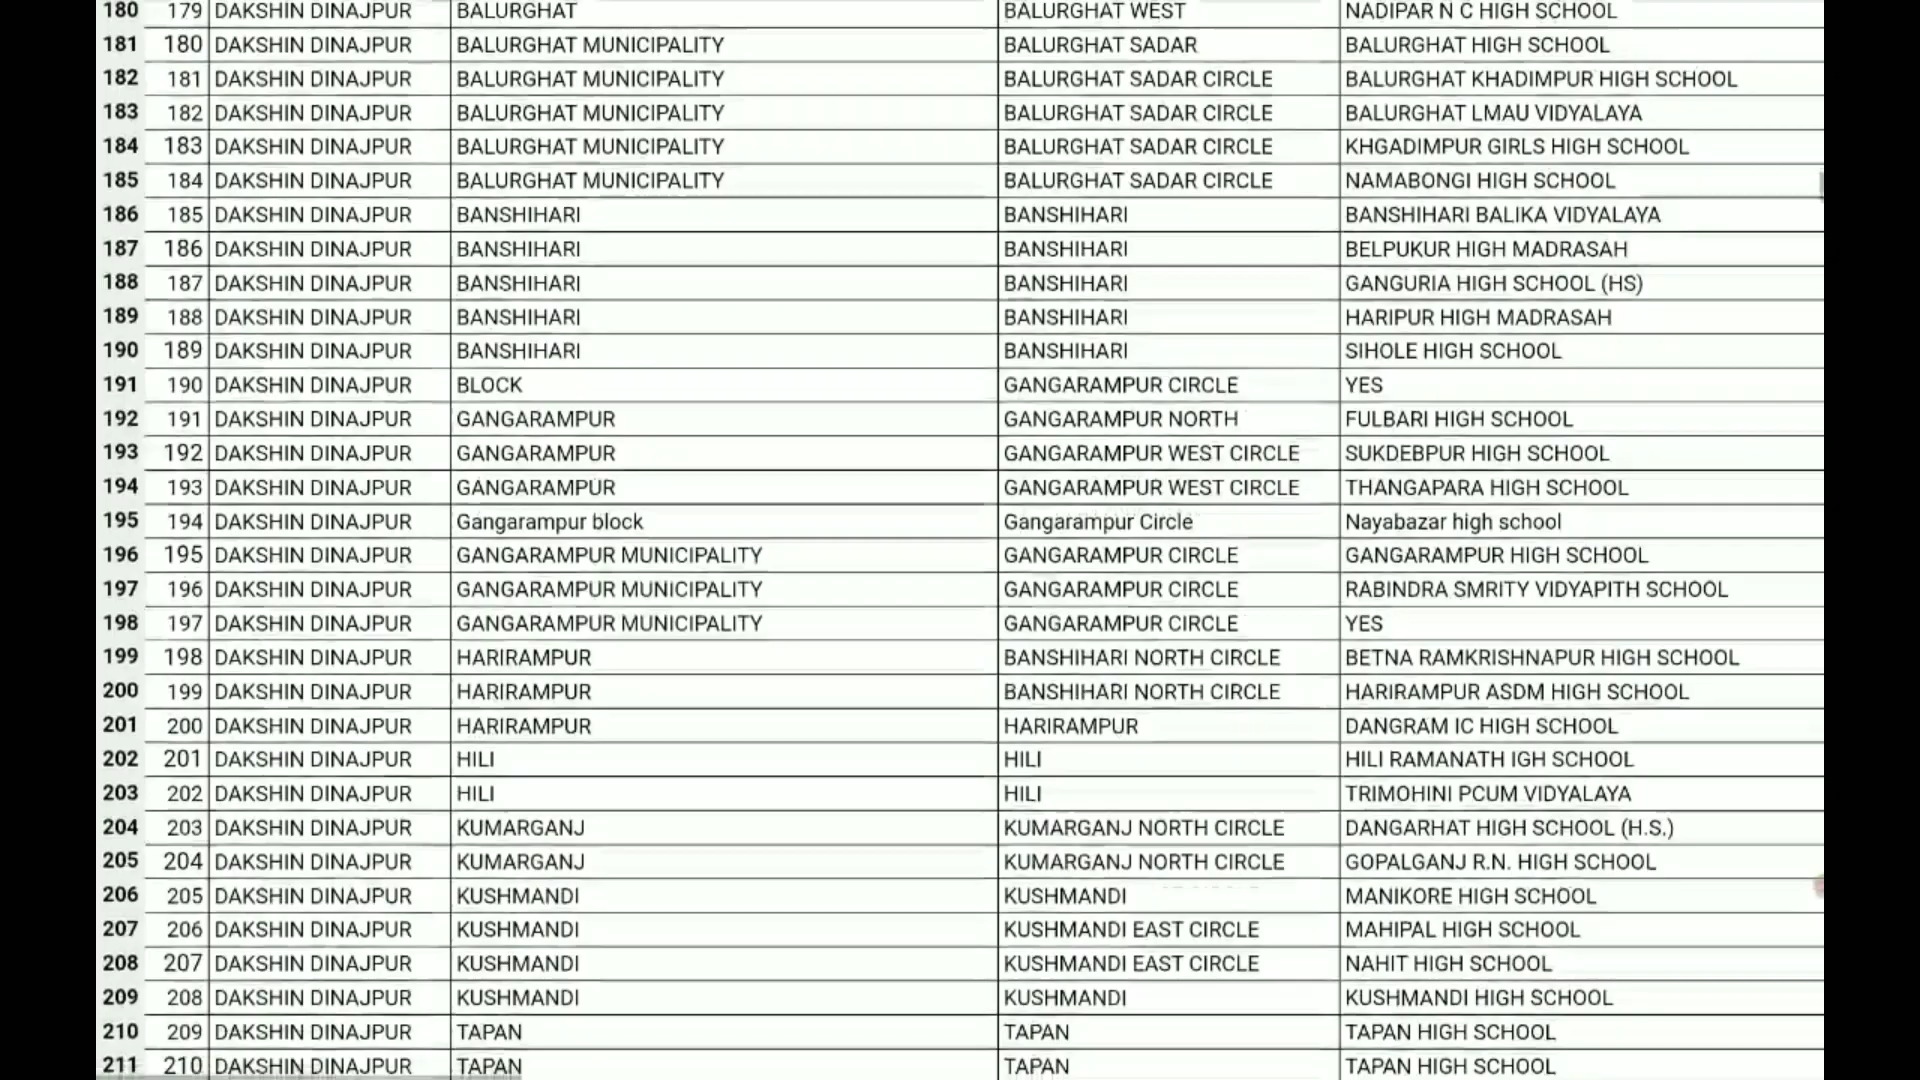 180 179 DAKSHIN DINAJPUR BALURGHAT BALURGHAT WEST NADIPAR N C HIGH SCHOOL
181 180 DAKSHIN DINAJPUR BALURGHAT MUNICIPALITY BALURGHAT SADAR BALURGHAT HIGH SCHOOL
182 181 DAKSHIN DINAJPUR BALURGHAT MUNICIPALITY BALURGHAT SADAR CIRCLE BALURGHAT KHADIMPUR HIGH SCHOOL
183 182 DAKSHIN DINAJPUR BALURGHAT MUNICIPALITY BALURGHAT SADAR CIRCLE BALURGHAT LMAU VIDYALAYA
184 183 DAKSHIN DINAJPUR BALURGHAT MUNICIPALITY BALURGHAT SADAR CIRCLE KHGADIMPUR GIRLS HIGH SCHOOL
185 184 DAKSHIN DINAJPUR BALURGHAT MUNICIPALITY BALURGHAT SADAR CIRCLE NAMABONGI HIGH SCHOOL
186 185 DAKSHIN DINAJPUR BANSHIHARI BANSHIHARI BANSHIHARI BALIKA VIDYALAYA
187 186 DAKSHIN DINAJPUR BANSHIHARI BANSHIHARI BELPUKUR HIGH MADRASAH
188 187 DAKSHIN DINAJPUR BANSHIHARI BANSHIHARI GANGURIA HIGH SCHOOL (HS)
189 188 DAKSHIN DINAJPUR BANSHIHARI BANSHIHARI HARIPUR HIGH MADRASAH
190 189 DAKSHIN DINAJPUR BANSHIHARI BANSHIHARI SIHOLE HIGH SCHOOL
191 190 DAKSHIN DINAJPUR BLOCK GANGARAMPUR CIRCLE YES
192 191 DAKSHIN DINAJPUR GANGARAMPUR GANGARAMPUR NORTH FULBARI HIGH SCHOOL
193 192 DAKSHIN DINAJPUR GANGARAMPUR GANGARAMPUR WEST CIRCLE SUKDEBPUR HIGH SCHOOL
194 193 DAKSHIN DINAJPUR GANGARAMPUR GANGARAMPUR WEST CIRCLE THANGAPARA HIGH SCHOOL
195 194 DAKSHIN DINAJPUR Gangarampur block Gangarampur Circle Nayabazar high school
196 195 DAKSHIN DINAJPUR GANGARAMPUR MUNICIPALITY GANGARAMPUR CIRCLE GANGARAMPUR HIGH SCHOOL
197 196 DAKSHIN DINAJPUR GANGARAMPUR MUNICIPALITY GANGARAMPUR CIRCLE RABINDRA SMRITY VIDYAPITH SCHOOL
198 197 DAKSHIN DINAJPUR GANGARAMPUR MUNICIPALITY GANGARAMPUR CIRCLE YES
199 198 DAKSHIN DINAJPUR HARIRAMPUR BANSHIHARI NORTH CIRCLE BETNA RAMKRISHNAPUR HIGH SCHOOL
200 199 DAKSHIN DINAJPUR HARIRAMPUR BANSHIHARI NORTH CIRCLE HARIRAMPUR ASDM HIGH SCHOOL
201 200 DAKSHIN DINAJPUR HARIRAMPUR HARIRAMPUR DANGRAM IC HIGH SCHOOL
202 201 DAKSHIN DINAJPUR HILI HILI HILI RAMANATH IGH SCHOOL
203 202 DAKSHIN DINAJPUR HILI HILI TRIMOHINI PCUM VIDYALAYA
204 203 DAKSHIN DINAJPUR KUMARGANJ KUMARGANJ NORTH CIRCLE DANGARHAT HIGH SCHOOL (H.S.)
205 204 DAKSHIN DINAJPUR KUMARGANJ KUMARGANJ NORTH CIRCLE GOPALGANJ R.N. HIGH SCHOOL
206 205 DAKSHIN DINAJPUR KUSHMANDI KUSHMANDI MANIKORE HIGH SCHOOL
207 206 DAKSHIN DINAJPUR KUSHMANDI KUSHMANDI EAST CIRCLE MAHIPAL HIGH SCHOOL
208 207 DAKSHIN DINAJPUR KUSHMANDI KUSHMANDI EAST CIRCLE NAHIT HIGH SCHOOL
209 208 DAKSHIN DINAJPUR KUSHMANDI KUSHMANDI KUSHMANDI HIGH SCHOOL
210 209 DAKSHIN DINAJPUR TAPAN TAPAN TAPAN HIGH SCHOOL
211 210 DAKSHIN DINAJPUR TAPAN TAPAN TAPAN HIGH SCHOOL